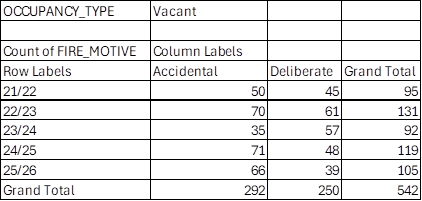 OCCUPANCY_TYPE Vacant
Count of FIRE_MOTIVE Column Labels
Row Labels Accidental Deliberate Grand Total
21/22 50 45 95
22/23 70 61 131
23/24 35 57 92
24/25 71 48 119
25/26 66 39 105
Grand Total 292 250 542